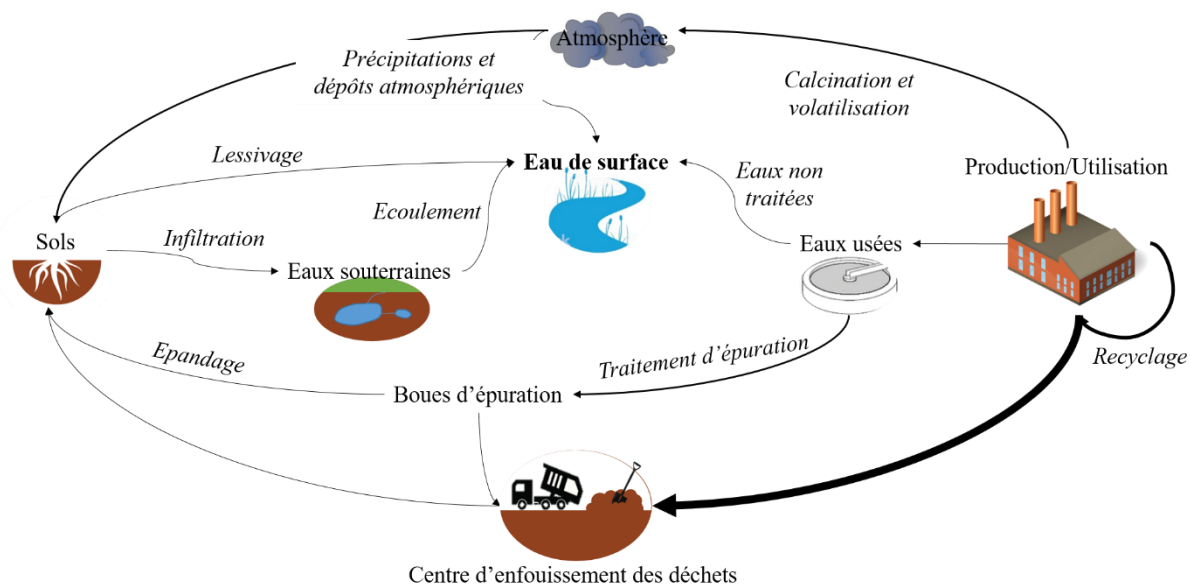 Atmosphère
Précipitations et
dépôts atmosphériques
Calcination et
volatilisation
Lessivage
Eau de surface
Eaux non
traitées
Production/Utilisation
Ecoulement
Sols
Infiltration
Eaux souterraines
Eaux usées
Recyclage
Epandage
Traitement d’épuration
Boues d’épuration
Centre d’enfouissement des déchets